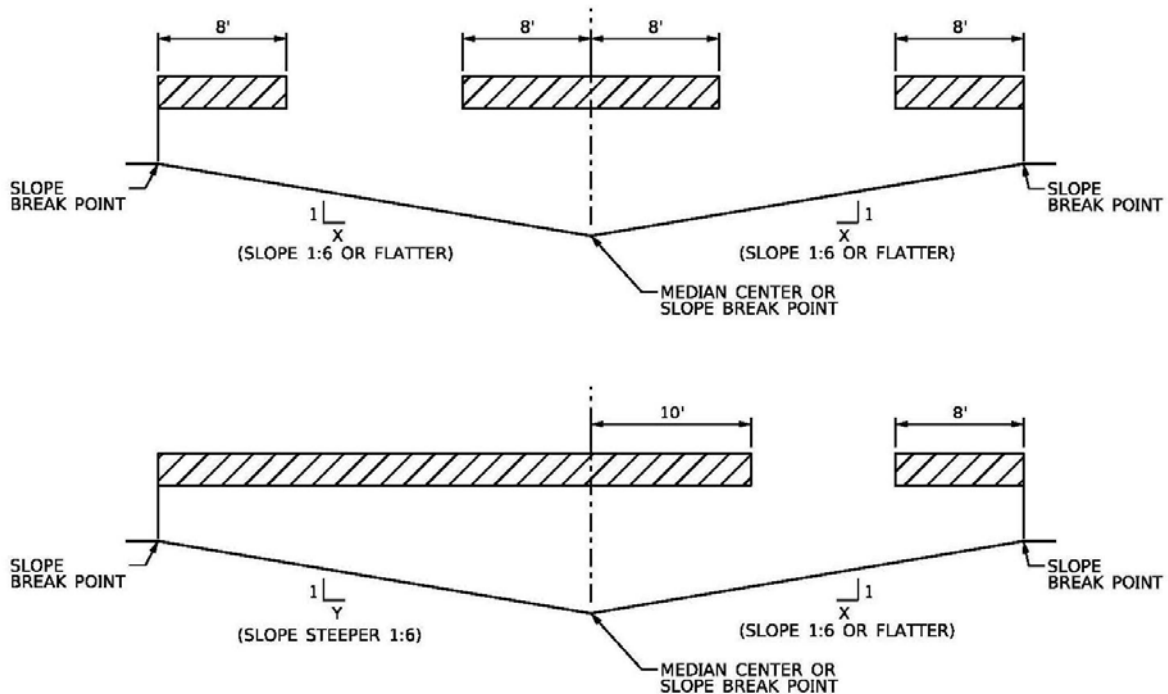 8'
8'
8'
8'
SLOPE
BREAK POINT
1
X
(SLOPE 1:6 OR FLATTER)
1
X
(SLOPE 1:6 OR FLATTER)
SLOPE
BREAK POINT
MEDIAN CENTER OR
SLOPE BREAK POINT
10'
8'
SLOPE
BREAK POINT
1
Y
(SLOPE STEEPER 1:6)
1
X
(SLOPE 1:6 OR FLATTER)
SLOPE
BREAK POINT
MEDIAN CENTER OR
SLOPE BREAK POINT